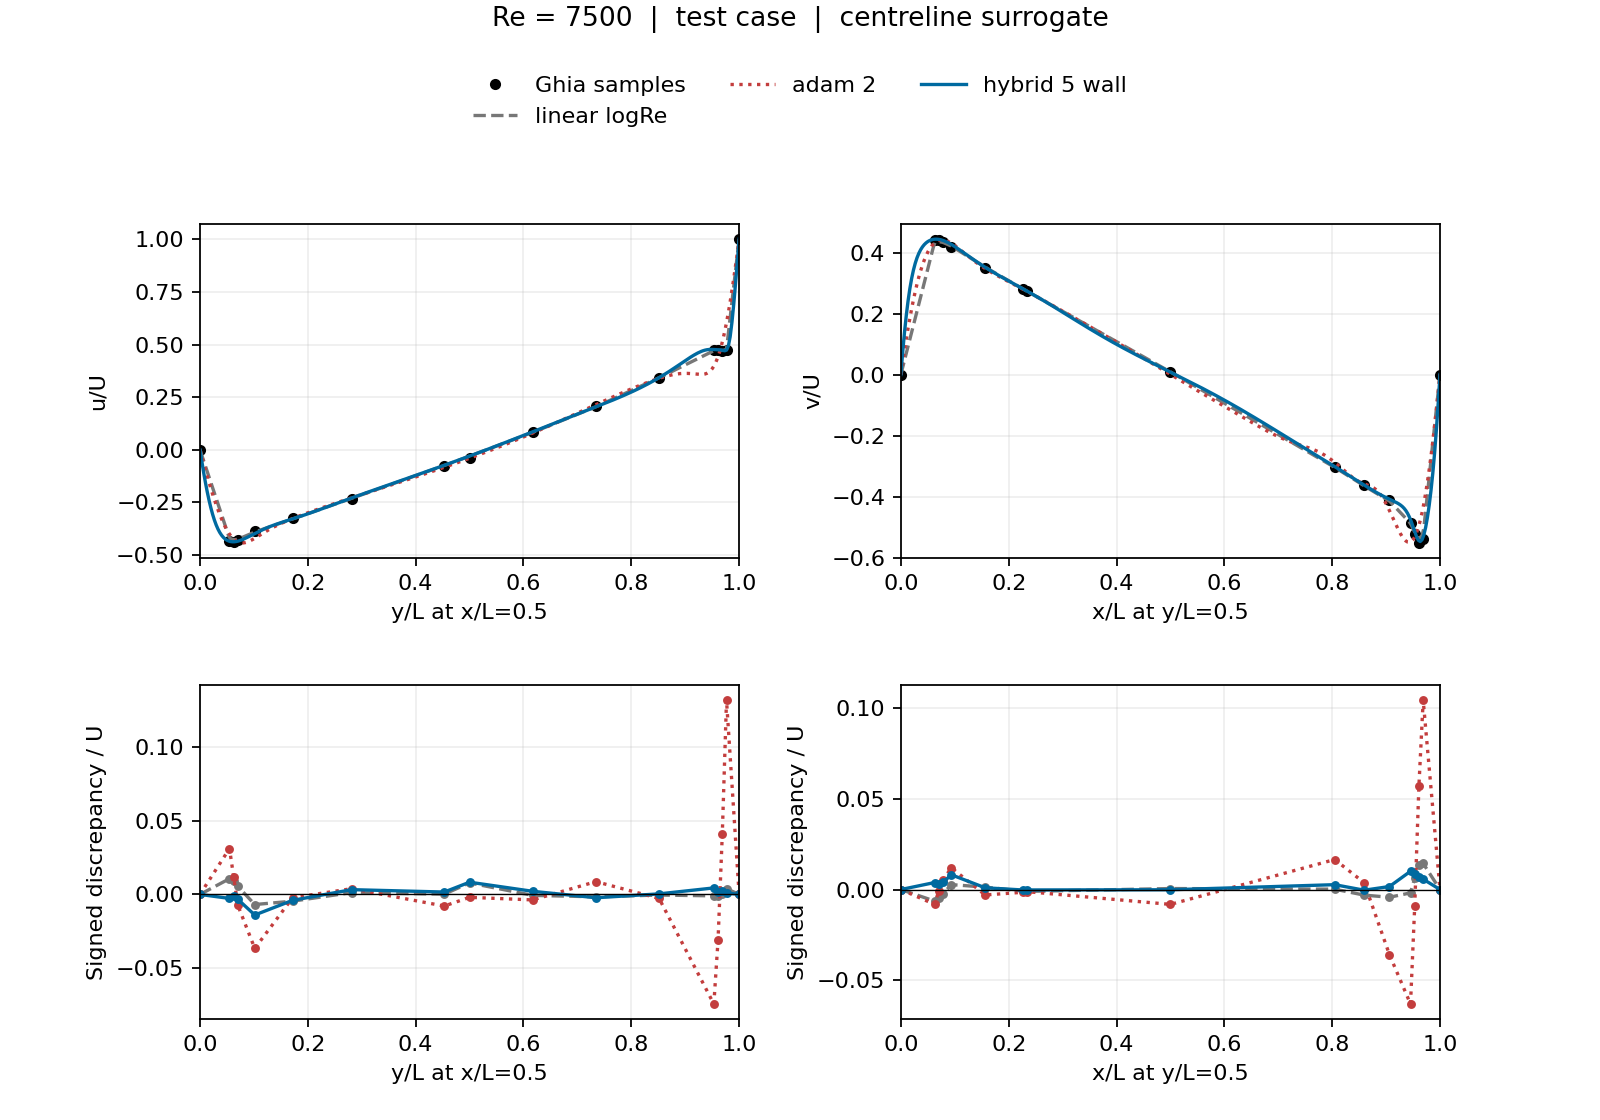 Re = 7500 | test case | centreline surrogate
Ghia samples
adam 2
hybrid 5 wall
linear logRe
1.00
0.75
0.50
0.25
0.00
−0.25
−0.50
u/U
0.0 0.2 0.4 0.6 0.8 1.0
y/L at x/L=0.5
0.4
0.2
0.0
−0.2
−0.4
−0.6
v/U
0.0 0.2 0.4 0.6 0.8 1.0
x/L at y/L=0.5
0.10
0.05
0.00
−0.05
Signed discrepancy / U
0.0 0.2 0.4 0.6 0.8 1.0
y/L at x/L=0.5
0.10
0.05
0.00
−0.05
Signed discrepancy / U
0.0 0.2 0.4 0.6 0.8 1.0
x/L at y/L=0.5